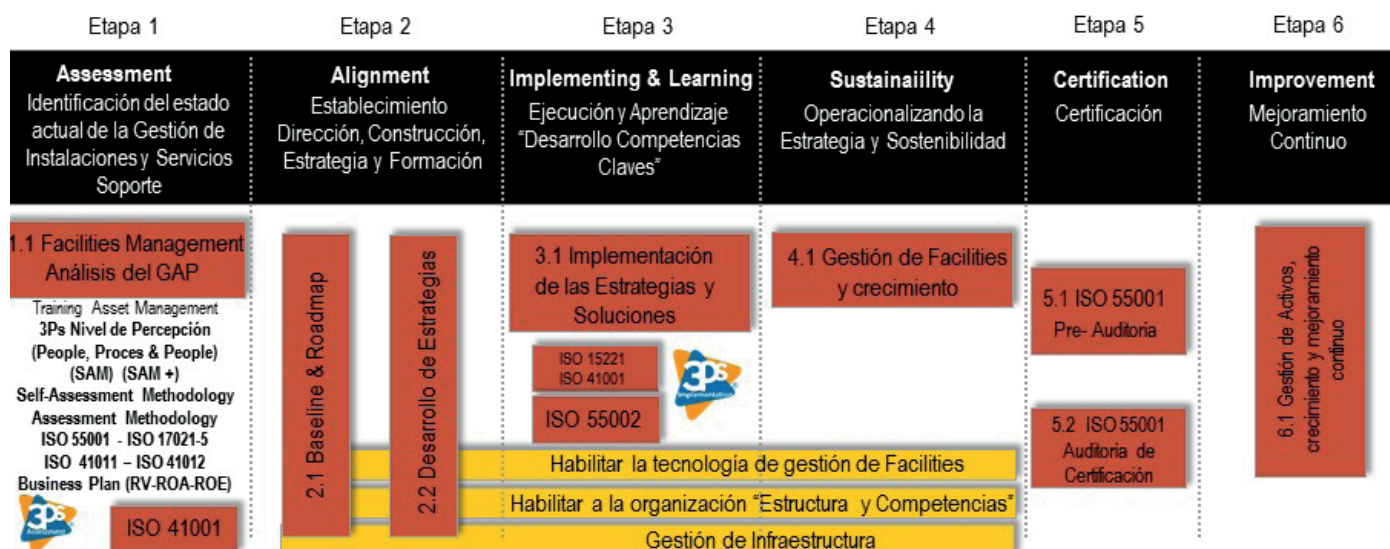 Etapa 1
Etapa 2
Etapa 3
Etapa 4
Etapa 5
Etapa 6
Assessment
Identificación del estado
actual de la Gestión de
Instalaciones y Servicios
Soporte
Alignment
Establecimiento
Dirección, Construcción,
Estrategia y Formación
Implementing & Learning
Ejecución y Aprendizaje
“Desarrollo Competencias
Claves”
Sustainaiility
Operacionalizando la
Estrategia y Sostenibilidad
Certification
Certificación
Improvement
Mejoramiento
Continuo
1.1 Facilities Management
Análisis del GAP
Training Asset Management
3Ps Nivel de Percepción
(People, Proces & People)
(SAM) (SAM +)
Self-Assessment Methodology
Assessment Methodology
ISO 55001 - ISO 17021-5
ISO 41011 – ISO 41012
Business Plan (RV-ROA-ROE)
3Ps
Assessment
ISO 41001
2.1 Baseline & Roadmap
2.2 Desarrollo de Estrategias
3.1 Implementación
de las Estrategias y
Soluciones
ISO 15221
ISO 41001
ISO 55002
3Ps
Implementation
4.1 Gestión de Facilities
y crecimiento
5.1 ISO 55001
Pre- Auditoria
5.2 ISO 55001
Auditoria de
Certificación
6.1 Gestión de Activos,
crecimiento y mejoramiento
continuo
Habilitar la tecnología de gestión de Facilities
Habilitar a la organización “Estructura y Competencias”
Gestión de Infraestructura